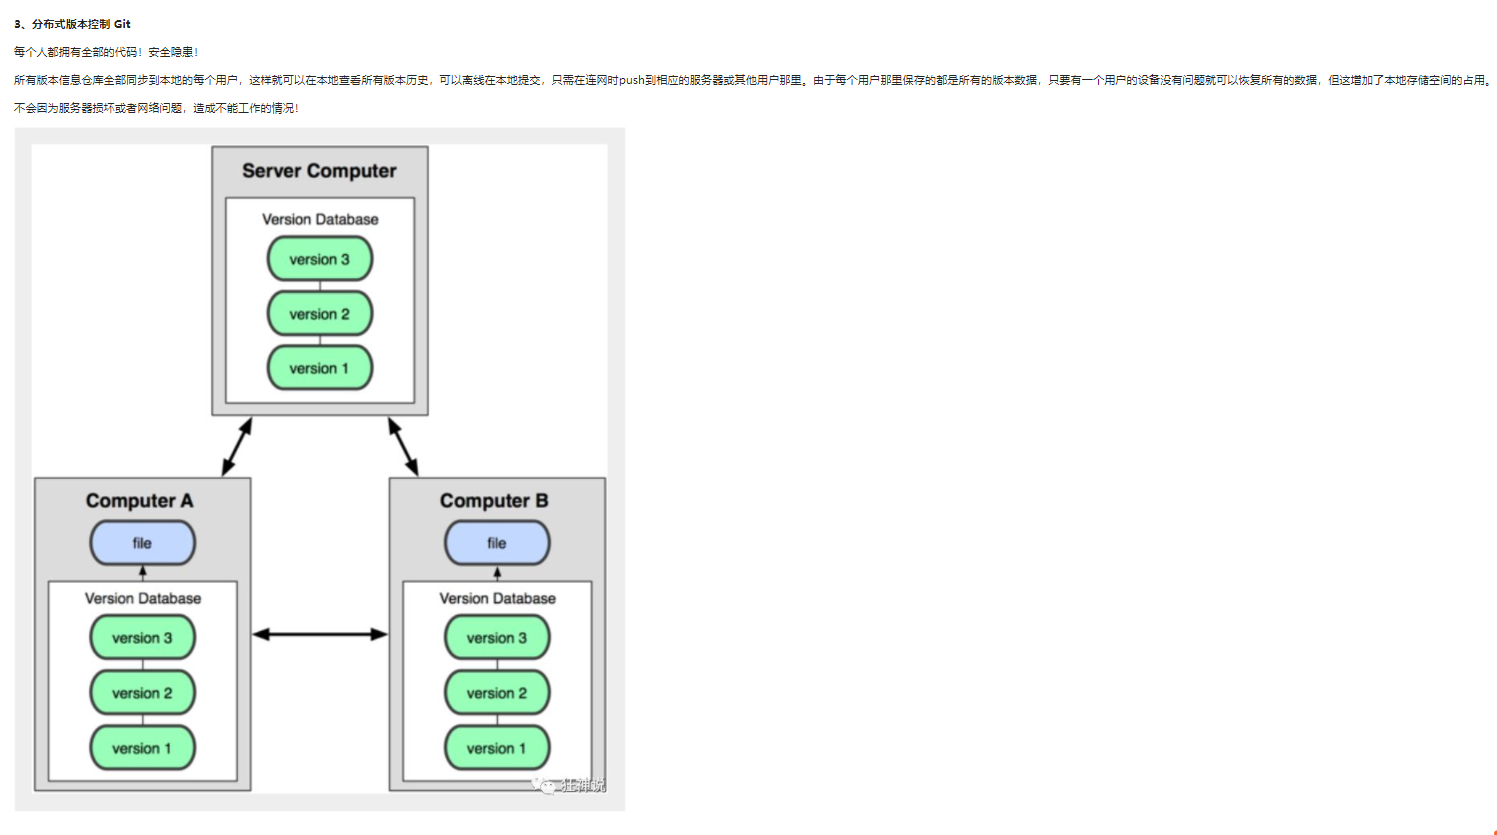 3、分布式版本控制 Git
每个人都拥有全部的代码！安全隐患！
所有版本信息仓库全部同步到本地的每个用户，这样就可以在本地查看所有版本历史，可以离线在本地提交，只需在连网时push到相应的服务器或其他用户那里。由于每个用户那里保存的都是所有的版本数据，只要有一个用户的设备没有问题就可以恢复所有的数据，但这增加了本地存储空间的占用。
不会因为服务器损坏或者网络问题，造成不能工作的情况！
Server Computer
Version Database
version 3
version 2
version 1
Computer A
file
Version Database
version 3
version 2
version 1
Computer B
file
Version Database
version 3
version 2
version 1
狂神说